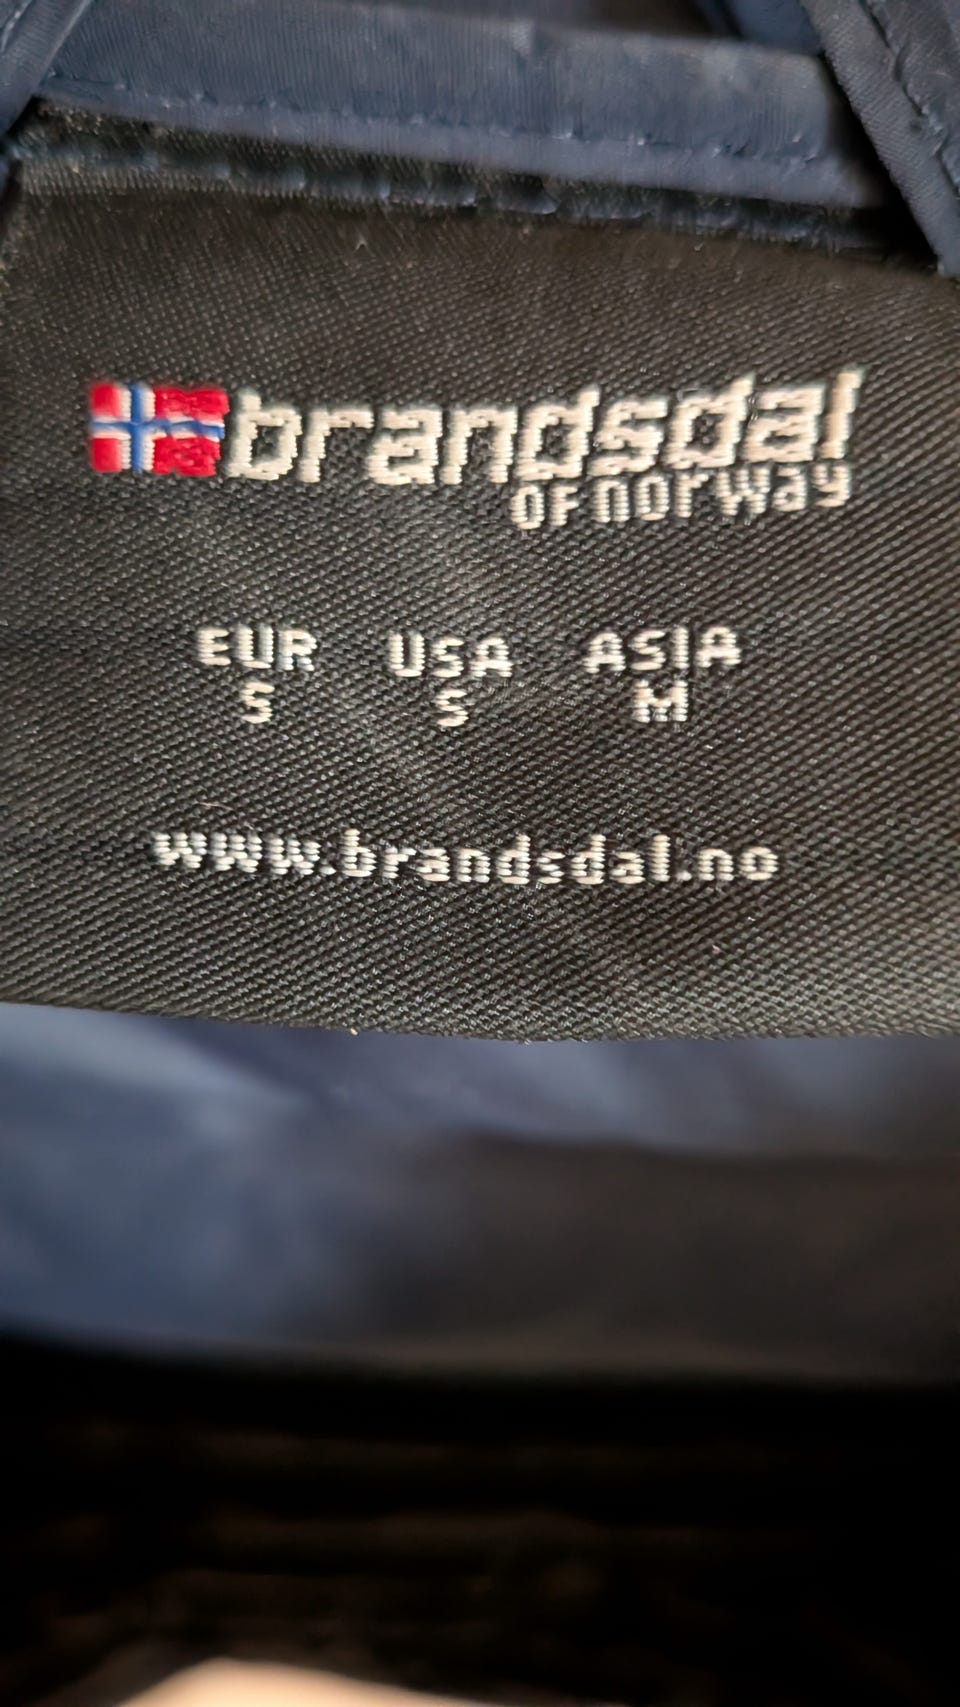 brandsdal
OF norway
EUR USA ASIA
S S M
www.brandsdal.no